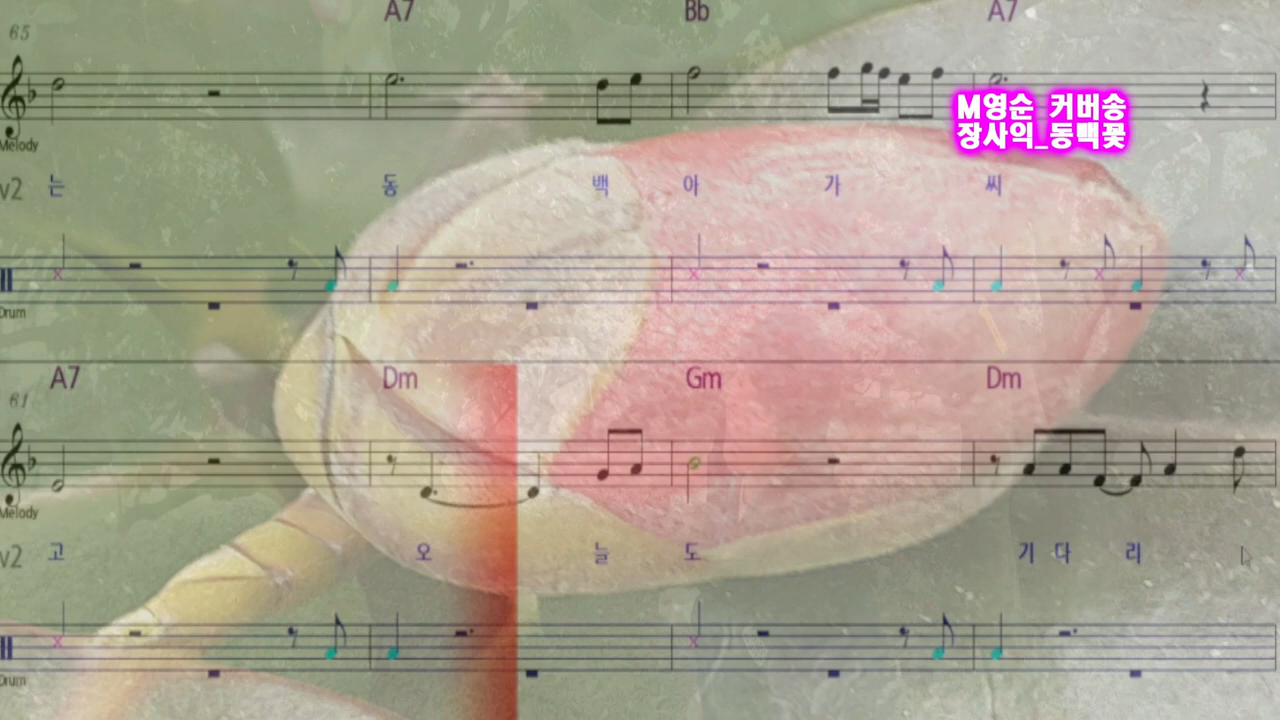 A7 Bb A7
65
M영순 커버송
장사익_동백꽃
Melody
v2 는 동 백 아 가 씨
Drum
A7 Dm Gm Dm
61
Melody
v2 고 오 늘 도 기 다 리
Drum